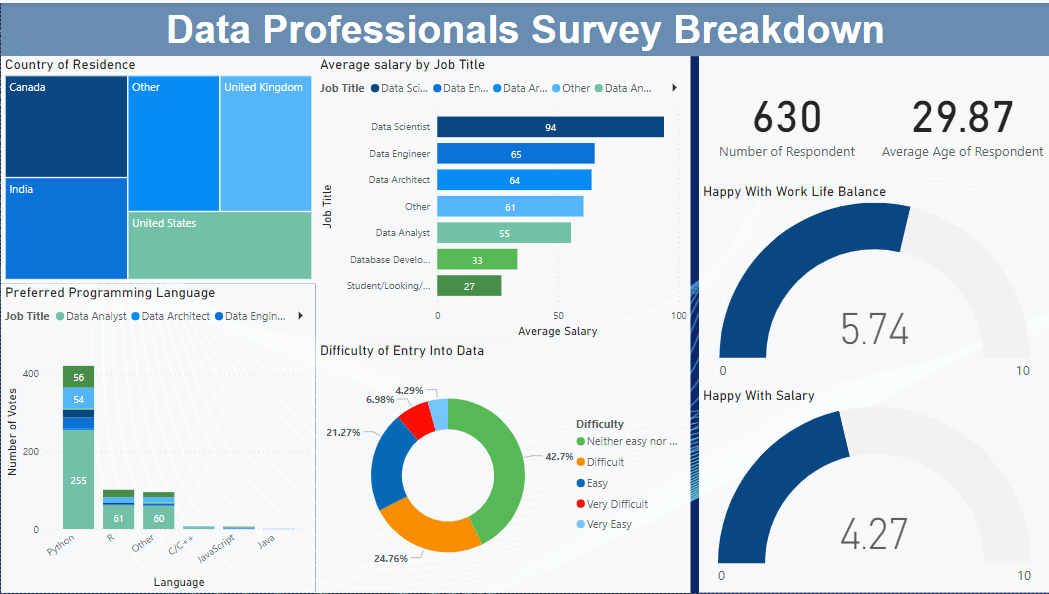 Data Professionals Survey Breakdown
Country of Residence
Canada
Other
United Kingdom
India
United States
Average salary by Job Title
Job Title Data Sci... Data En... Data Ar... Other Data An...
Job Title
Data Scientist 94
Data Engineer 65
Data Architect 64
Other 61
Data Analyst 55
Database Develo... 33
Student/Looking/... 27
0 50 100
Average Salary
630
Number of Respondent
29.87
Average Age of Respondent
Happy With Work Life Balance
5.74
0 10
Happy With Salary
4.27
0 10
Preferred Programming Language
Job Title Data Analyst Data Architect Data Engin...
Number of Votes
400
200
0
56
54
255
61
60
Python R Other C/C++ JavaScript Java
Language
Difficulty of Entry Into Data
4.29%
6.98%
21.27%
42.7%
24.76%
Difficulty
Neither easy nor ...
Difficult
Easy
Very Difficult
Very Easy